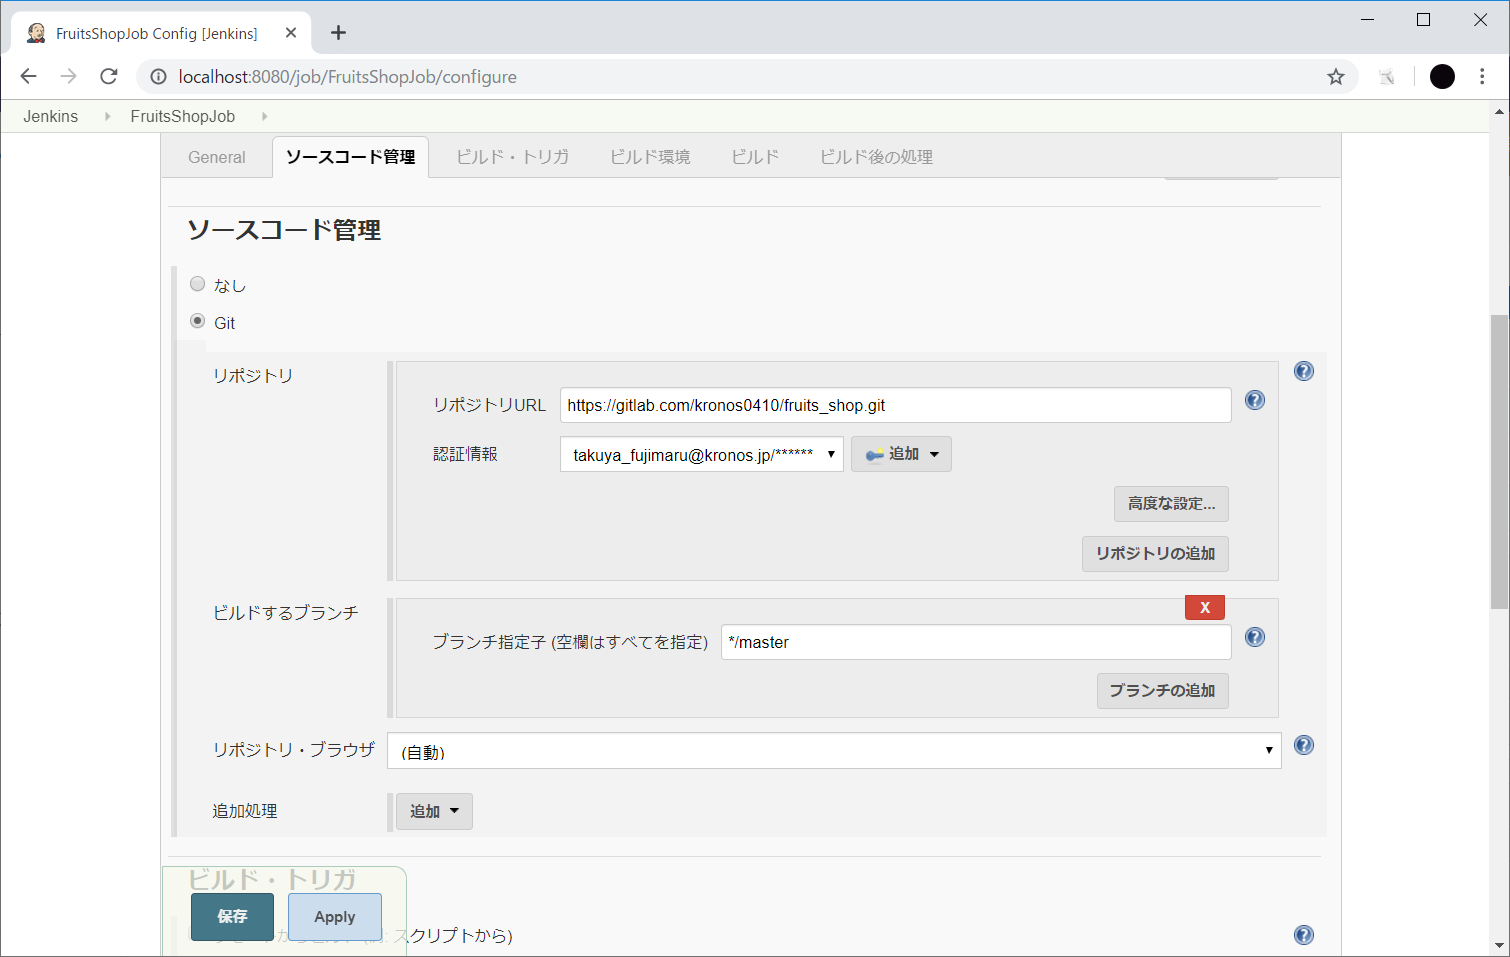 FruitsShopJob Config [Jenkins]
localhost:8080/job/FruitsShopJob/configure
Jenkins FruitsShopJob
General ソースコード管理 ビルド・トリガ ビルド環境 ビルド ビルド後の処理
ソースコード管理
なし
Git
リポジトリ
リポジトリURL https://gitlab.com/kronos0410/fruits_shop.git
認証情報 takuya_fujimaru@kronos.jp/****** 追加
高度な設定...
リポジトリの追加
ビルドするブランチ
X
ブランチ指定子 (空欄はすべてを指定) */master
ブランチの追加
リポジトリ・ブラウザ (自動)
追加処理 追加
ビルド・トリガ
保存 Apply
スクリプトから)